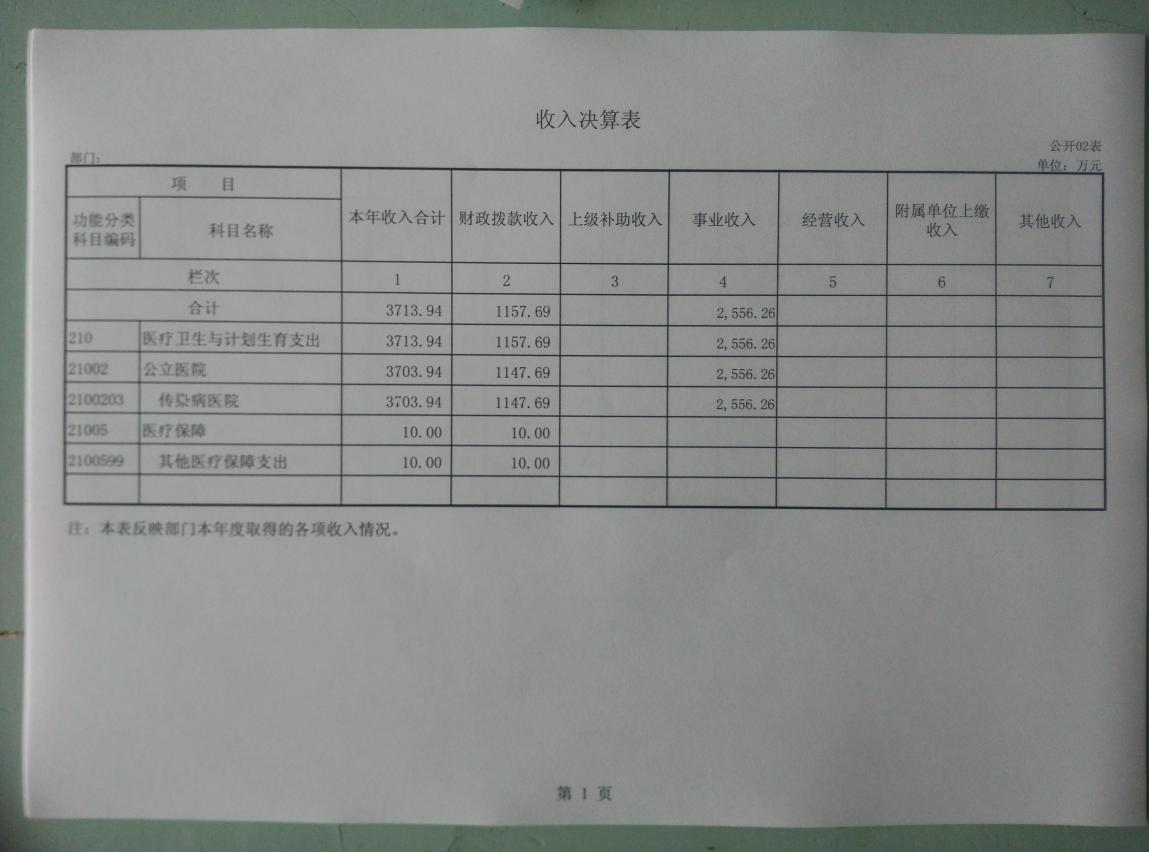 收入决算表
公开02表
部门:
单位: 万元
项 目 本年收入合计 财政拨款收入 上级补助收入 事业收入 经营收入 附属单位上缴收入 其他收入
功能分类科目编码 科目名称
栏次 1 2 3 4 5 6 7
合计 3713.94 1157.69 2,556.26
210 医疗卫生与计划生育支出 3713.94 1157.69 2,556.26
21002 公立医院 3703.94 1147.69 2,556.26
2100203 传染病医院 3703.94 1147.69 2,556.26
21005 医疗保障 10.00 10.00
2100599 其他医疗保障支出 10.00 10.00
注: 本表反映部门本年度取得的各项收入情况。
第 1 页